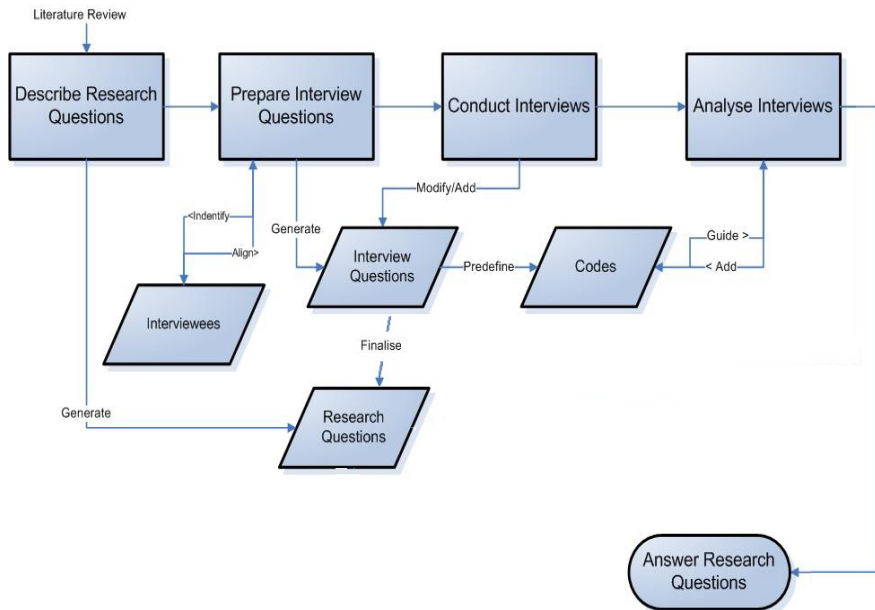 Literature Review
Describe Research
Questions
Prepare Interview
Questions
Conduct Interviews
Analyse Interviews
Modify/Add
<Indentify
Generate
Align>
Guide >
< Add
Interview
Questions
Predefine
Codes
Interviewees
Finalise
Generate
Research
Questions
Answer Research
Questions